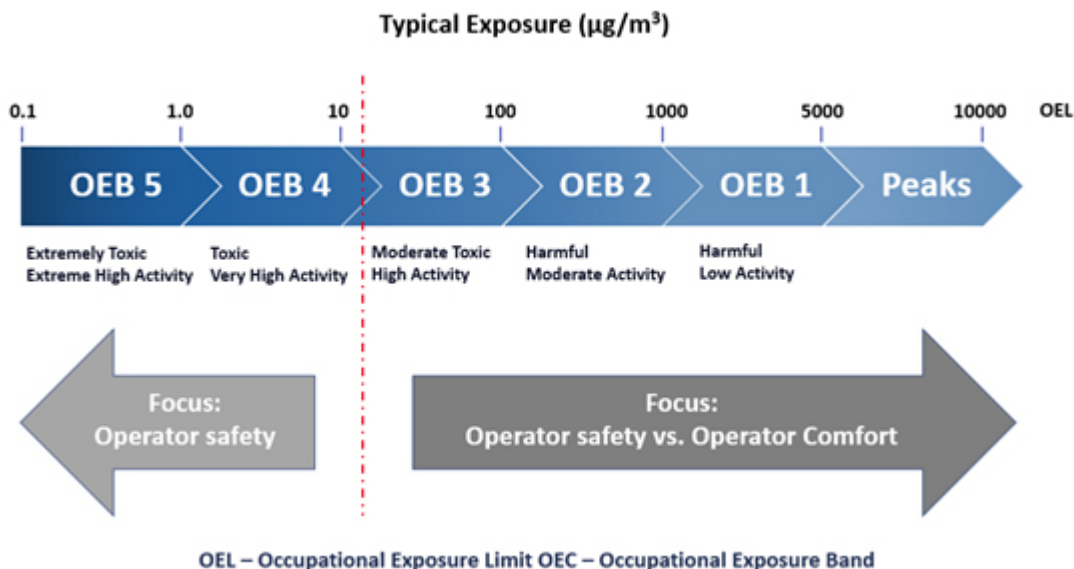 Typical Exposure (µg/m³)
0.1 1.0 10 100 1000 5000 10000 OEL
OEB 5 OEB 4 OEB 3 OEB 2 OEB 1 Peaks
Extremely Toxic
Extreme High Activity
Toxic
Very High Activity
Moderate Toxic
High Activity
Harmful
Moderate Activity
Harmful
Low Activity
Focus:
Operator safety
Focus:
Operator safety vs. Operator Comfort
OEL – Occupational Exposure Limit OEC – Occupational Exposure Band